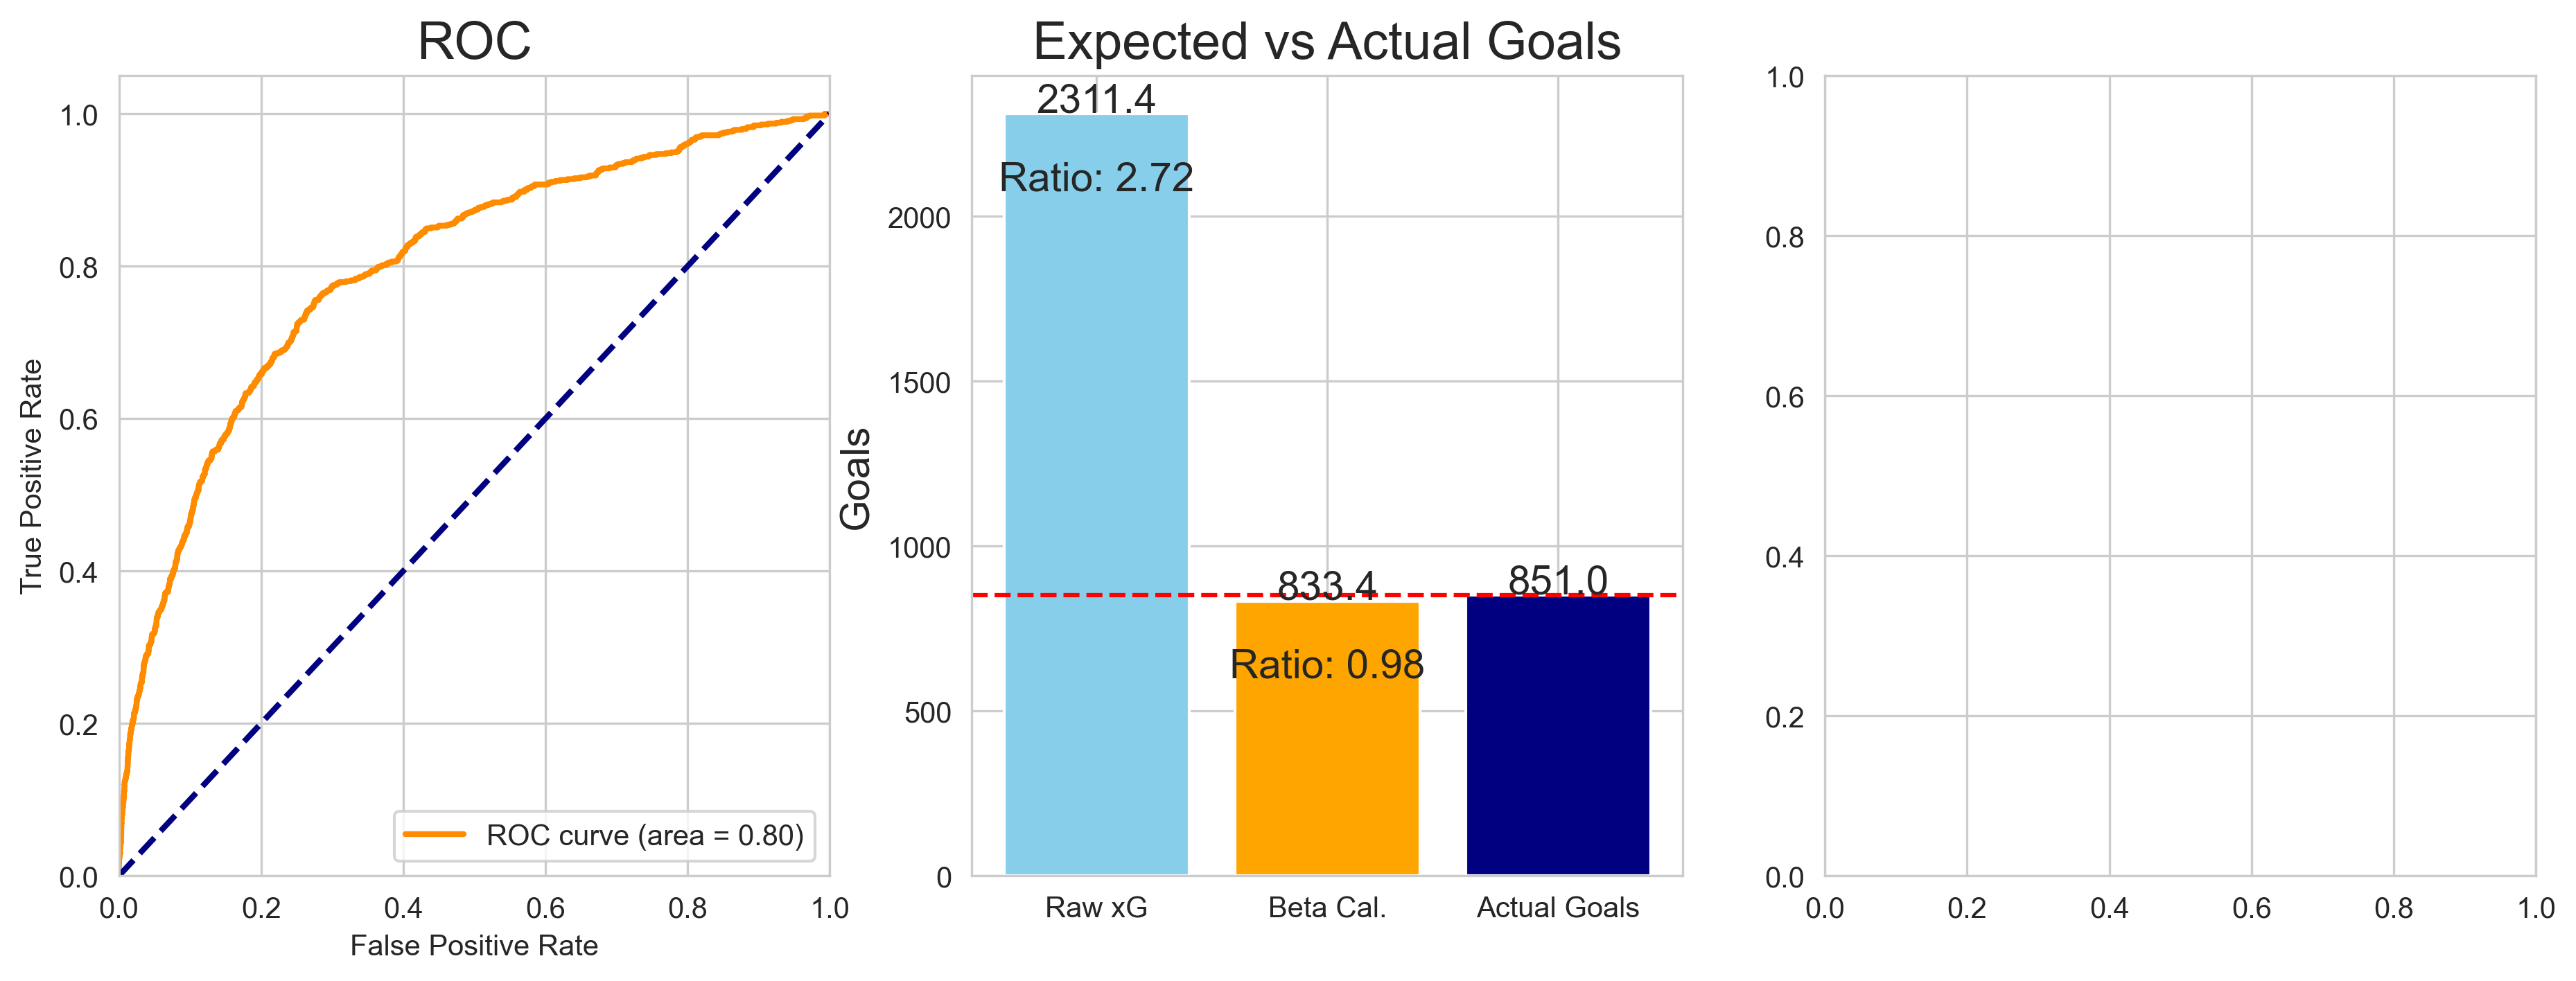 ROC
True Positive Rate
1.0
0.8
0.6
0.4
0.2
0.0
0.0 0.2 0.4 0.6 0.8 1.0
False Positive Rate
ROC curve (area = 0.80)
Expected vs Actual Goals
Goals
2000
1500
1000
500
0
2311.4
Ratio: 2.72
833.4
Ratio: 0.98
851.0
Raw xG Beta Cal. Actual Goals
1.0
0.8
0.6
0.4
0.2
0.0
0.0 0.2 0.4 0.6 0.8 1.0